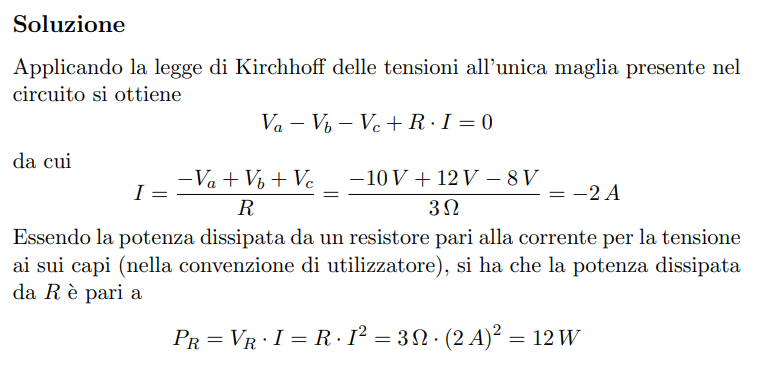 Soluzione
Applicando la legge di Kirchhoff delle tensioni all'unica maglia presente nel
circuito si ottiene
V_a − V_b − V_c + R · I = 0
da cui
I = \frac{−V_a + V_b + V_c}{R} = \frac{−10 V + 12 V − 8 V}{3 Ω} = −2 A
Essendo la potenza dissipata da un resistore pari alla corrente per la tensione
ai sui capi (nella convenzione di utilizzatore), si ha che la potenza dissipata
da R è pari a
P_R = V_R · I = R · I^2 = 3 Ω · (2 A)^2 = 12 W